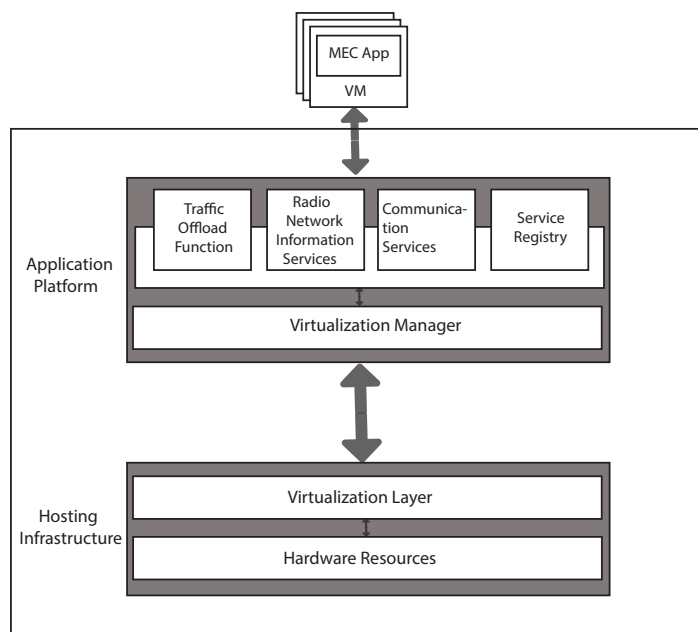 MEC App
VM
Traffic
Offload
Function
Radio
Network
Information
Services
Communica-
tion
Services
Service
Registry
Application
Platform
Virtualization Manager
Virtualization Layer
Hosting
Infrastructure
Hardware Resources